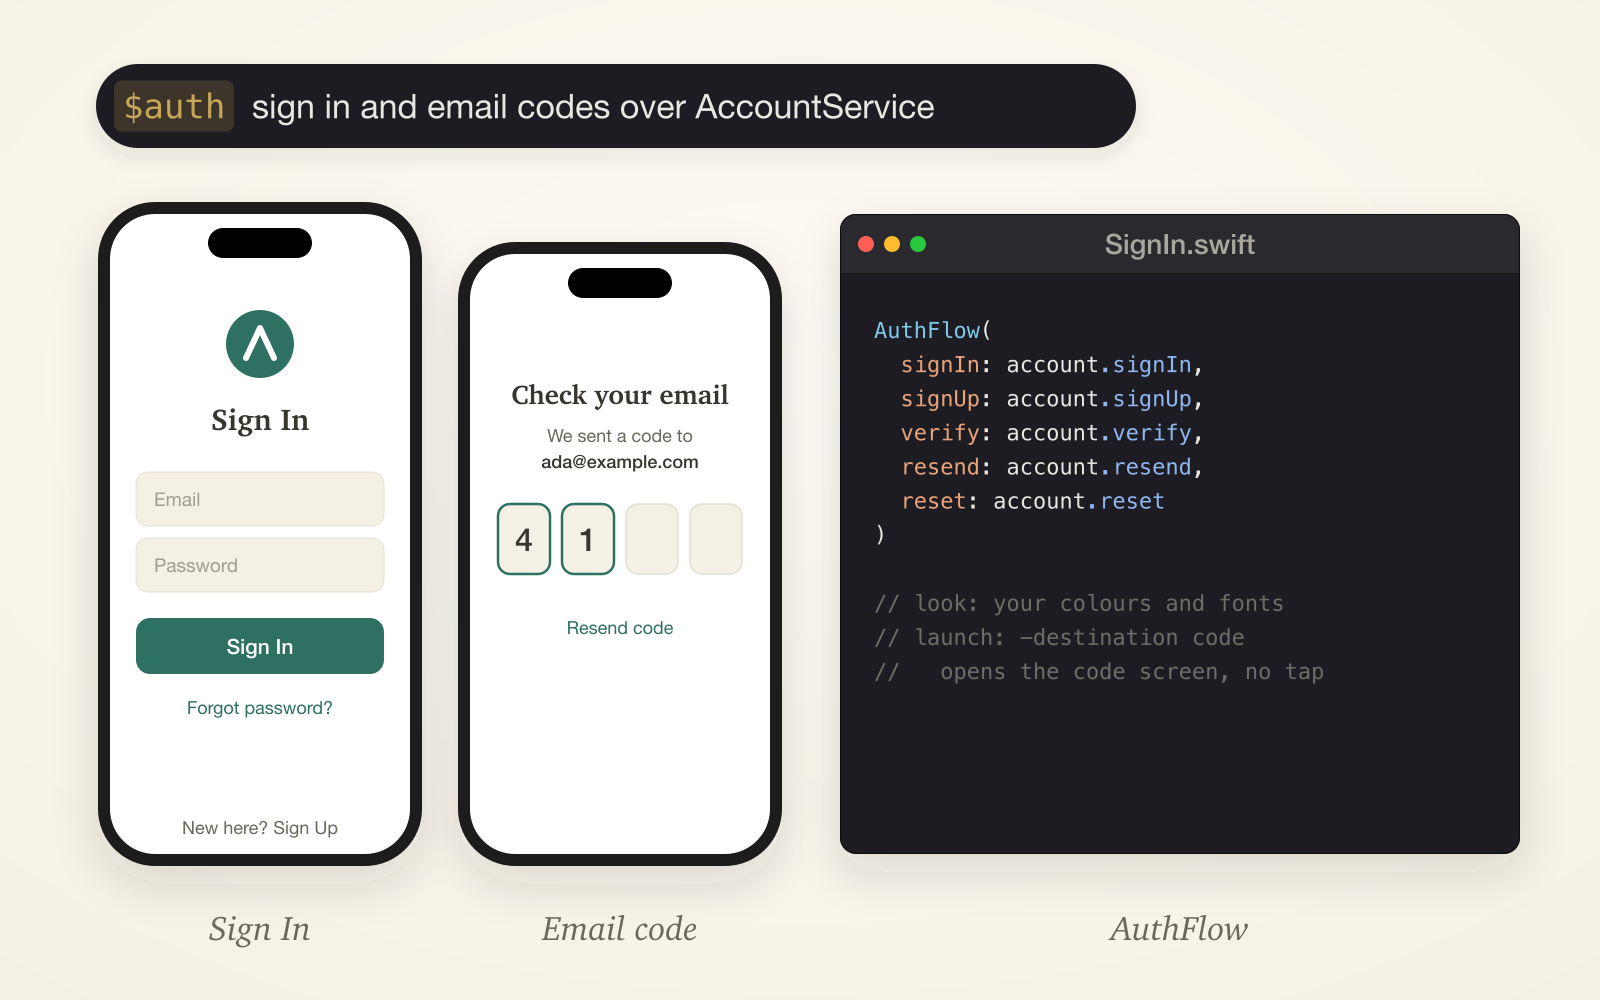 $auth sign in and email codes over AccountService
Sign In
Email
Password
Sign In
Forgot password?
New here? Sign Up
Sign In
Check your email
We sent a code to
ada@example.com
4 1
Resend code
Email code
SignIn.swift
AuthFlow(
  signIn: account.signIn,
  signUp: account.signUp,
  verify: account.verify,
  resend: account.resend,
  reset: account.reset
)
// look: your colours and fonts
// launch: –destination code
//   opens the code screen, no tap
AuthFlow